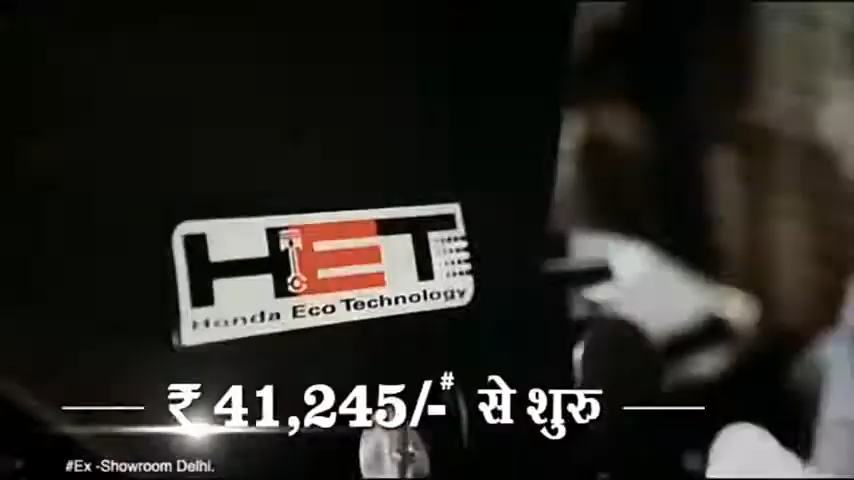 HET
Honda Eco Technology
₹ 41,245/-# से शुरू
#Ex -Showroom Delhi.